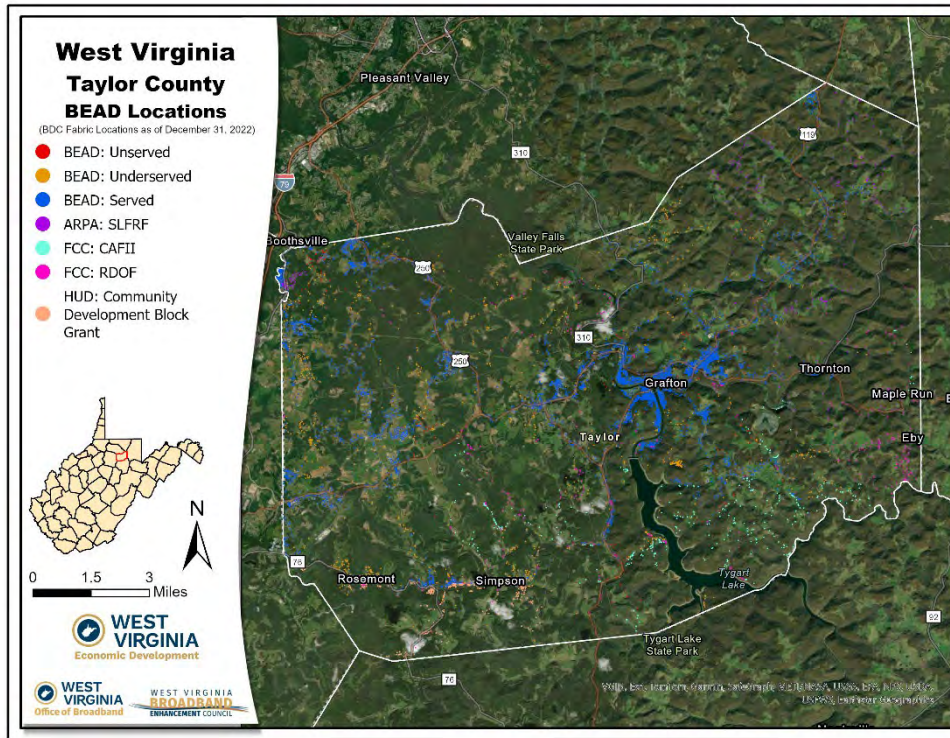 West Virginia
Taylor County
BEAD Locations
(BDC Fabric Locations as of December 31, 2022)
BEAD: Unserved
BEAD: Underserved
BEAD: Served
ARPA: SLFRF
FCC: CAFII
FCC: RDOF
HUD: Community
Development Block
Grant
N
0 1.5 3
Miles
WEST
VIRGINIA
Economic Development
WEST
VIRGINIA
Office of Broadband
WEST VIRGINIA
BROADBAND
ENHANCEMENT COUNCIL
Pleasant Valley
119
310
79
Boothsville
Valley Falls
State Park
250
310
250
Grafton
Thornton
Maple Run
Taylor
Eby
76
Rosemont
Simpson
Tygart
Lake
92
Tygart Lake
State Park
76